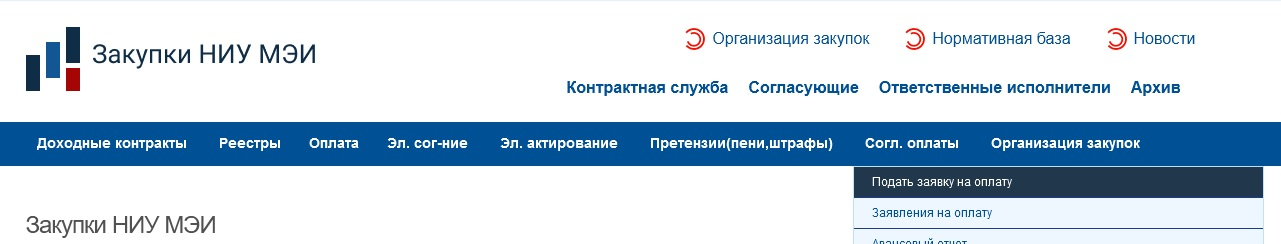 Закупки НИУ МЭИ
Организация закупок Нормативная база Новости
Контрактная служба Согласующие Ответственные исполнители Архив
Доходные контракты Реестры Оплата Эл. сог-ние Эл. актирование Претензии(пени,штрафы) Согл. оплаты Организация закупок
Подать заявку на оплату
Заявления на оплату
Авансовый отчет
Закупки НИУ МЭИ